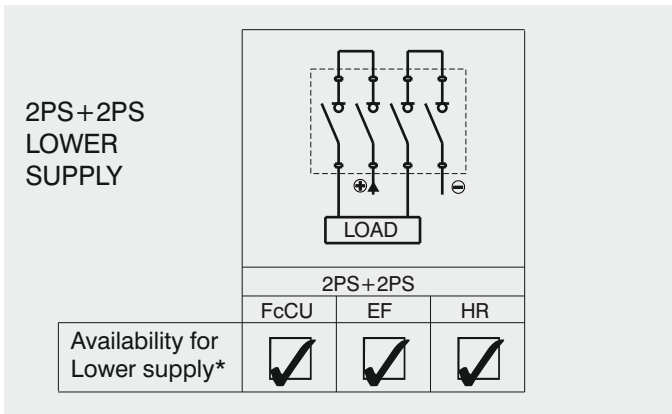 2PS+2PS
LOWER
SUPPLY
⊕
⊖
LOAD
2PS+2PS
FcCU EF HR
Availability for
Lower supply*